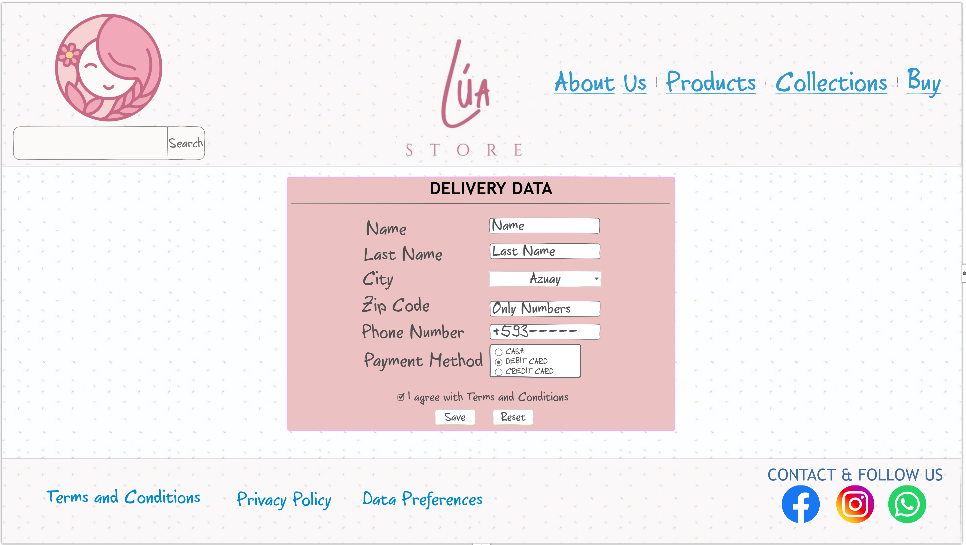 LÚA
STORE
About Us | Products | Collections | Buy
Search
DELIVERY DATA
Name Name
Last Name Last Name
City Azuay
Zip Code Only Numbers
Phone Number +593-----
Payment Method
CASH
DEBIT CARD
CREDIT CARD
I agree with Terms and Conditions
Save Reset
CONTACT & FOLLOW US
Terms and Conditions Privacy Policy Data Preferences